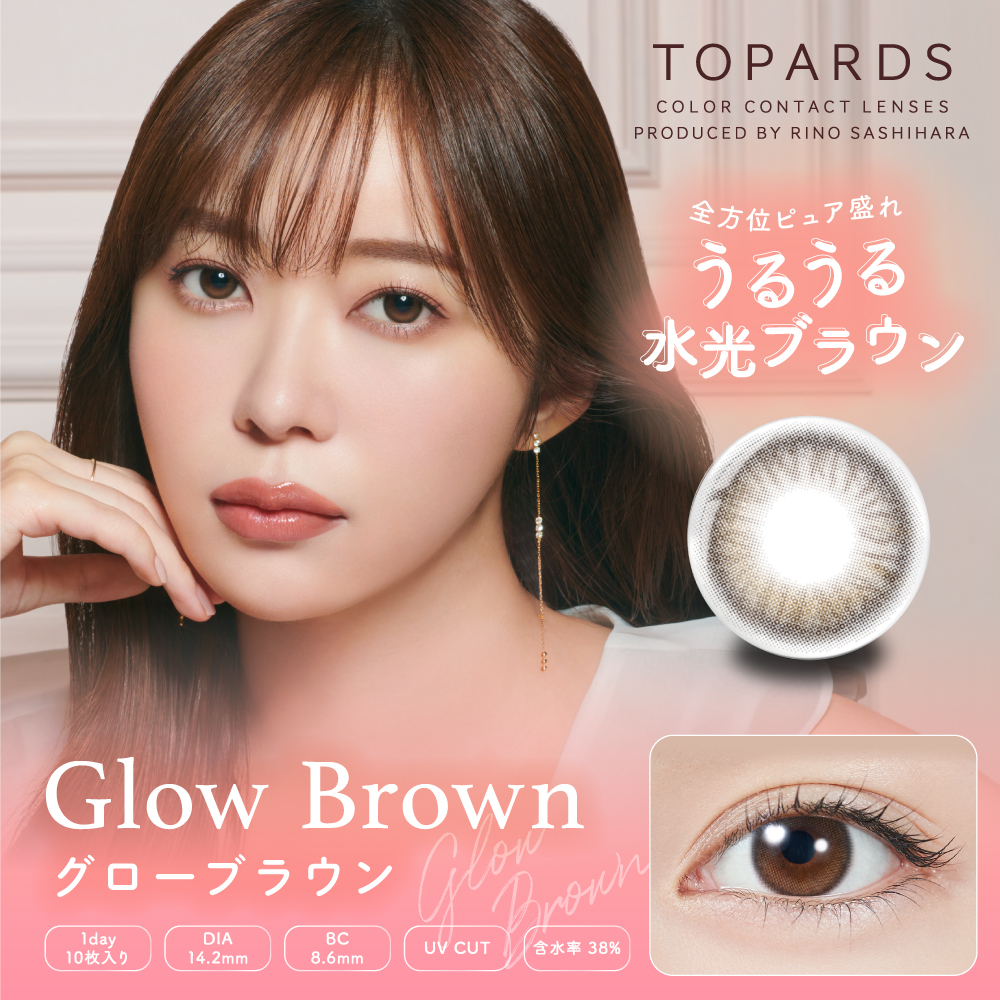 TOPARDS
COLOR CONTACT LENSES
PRODUCED BY RINO SASHIHARA
全方位ピュア盛れ
うるうる
水光ブラウン
Glow Brown
グローブラウン
Glow
Brown
1day
10枚入り
DIA
14.2mm
BC
8.6mm
UV CUT
含水率 38%